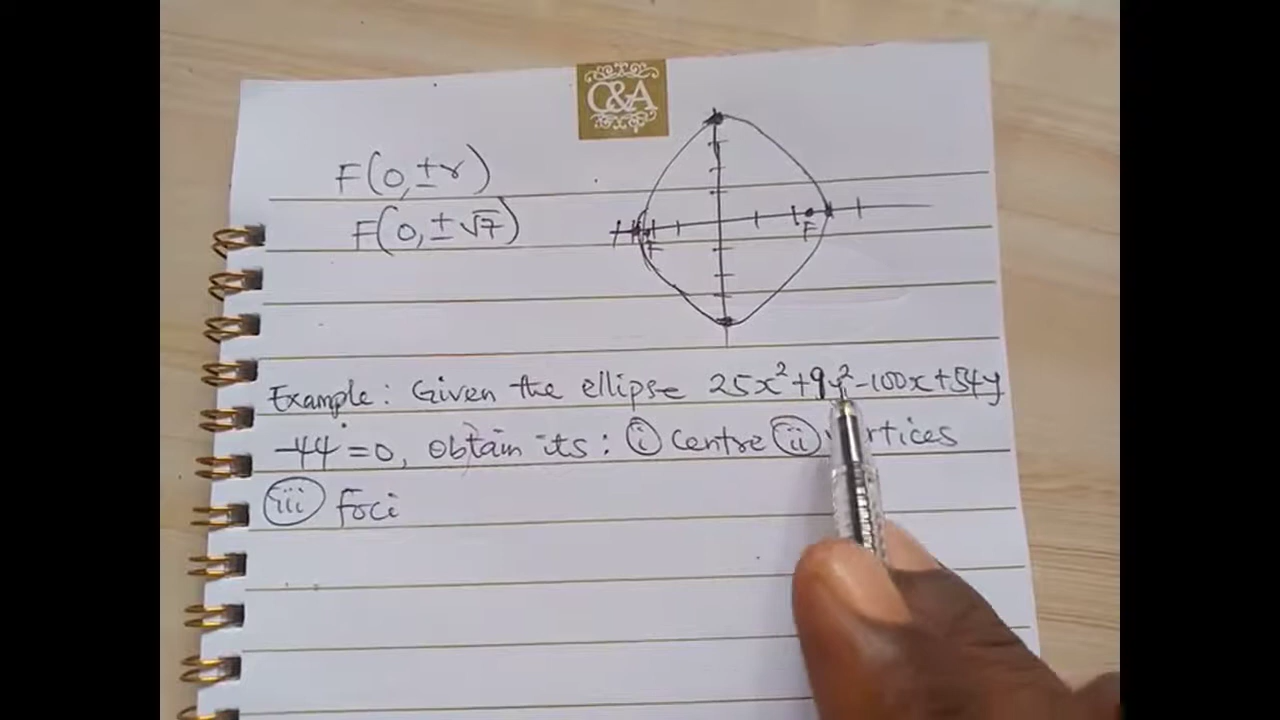 C&A
F(0,±r)
F(0,±√7)
F
F
Example: Given the ellipse 25x²+9y²-100x+54y
-44=0, obtain its: (i) Centre (ii)
(iii) foci